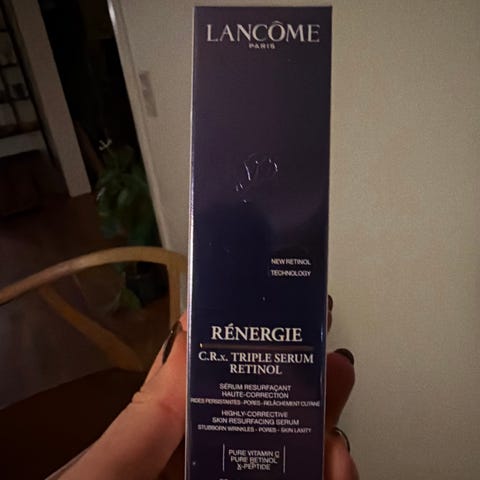 LANCÔME
PARIS
NEW RETINOL
TECHNOLOGY
RÉNERGIE
C.R.x. TRIPLE SERUM
RETINOL
SÉRUM RESURFAÇANT
HAUTE-CORRECTION
RIDES PERSISTANTES - PORES - RELÂCHEMENT CUTANÉ
HIGHLY-CORRECTIVE
SKIN RESURFACING SERUM
STUBBORN WRINKLES - PORES - SKIN LAXITY
PURE VITAMIN C
PURE RETINOL
X-PEPTIDE